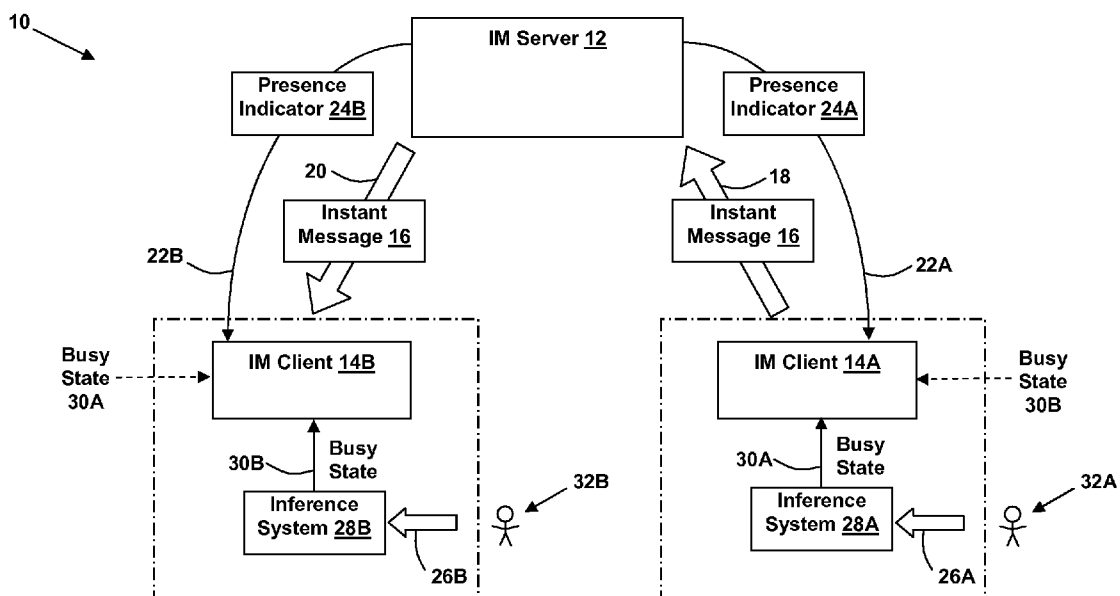 10
IM Server 12
Presence
Indicator 24B
Presence
Indicator 24A
20
18
Instant
Message 16
Instant
Message 16
22B
22A
Busy
State
30A
IM Client 14B
IM Client 14A
Busy
State
30B
30B
Busy
State
30A
Busy
State
Inference
System 28B
32B
Inference
System 28A
32A
26B
26A